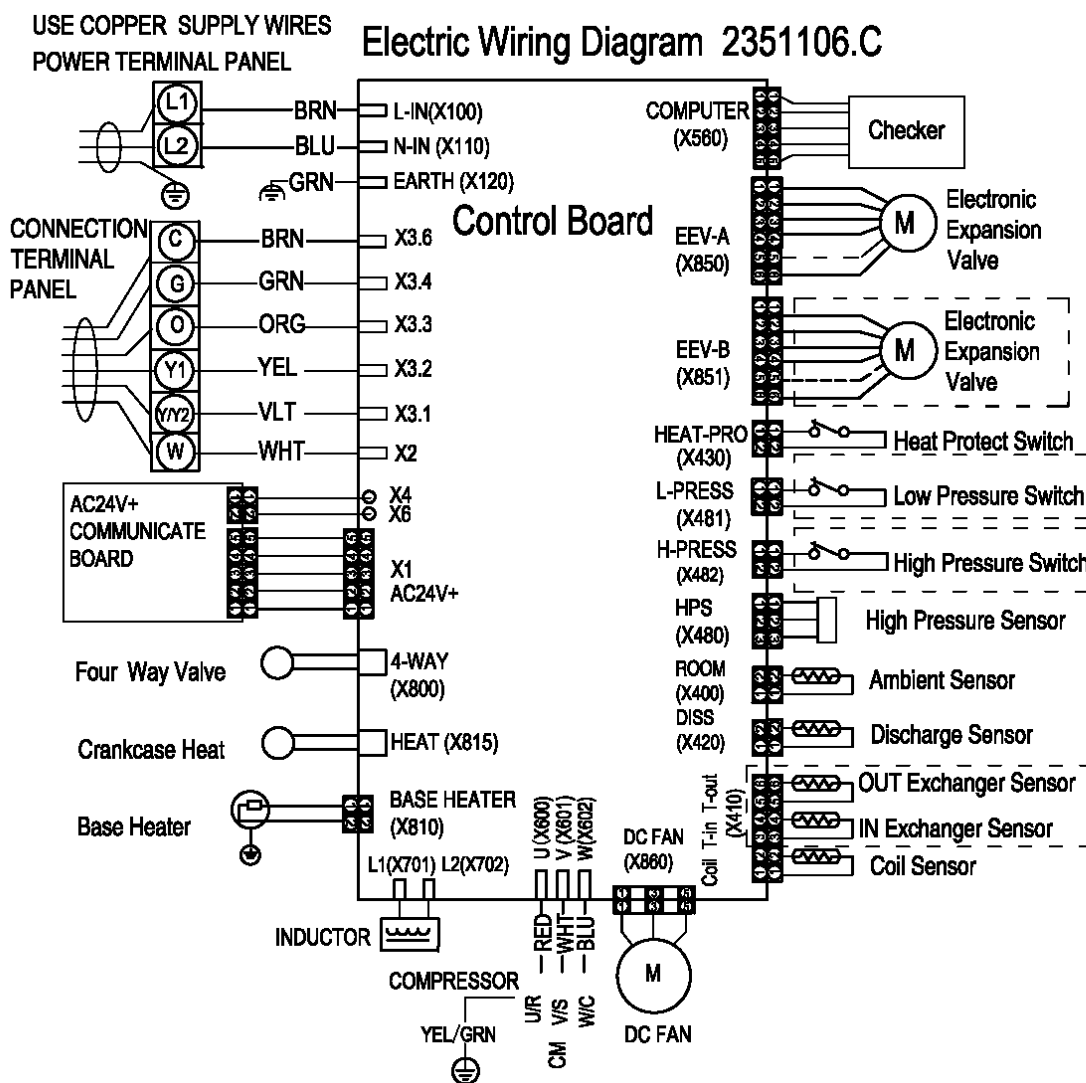 USE COPPER SUPPLY WIRES
POWER TERMINAL PANEL
Electric Wiring Diagram 2351106.C
L1
BRN
L-IN(X100)
L2
BLU
N-IN (X110)
GRN
EARTH (X120)
Control Board
CONNECTION
TERMINAL
PANEL
C
BRN
X3.6
G
GRN
X3.4
O
ORG
X3.3
Y1
YEL
X3.2
Y/Y2
VLT
X3.1
W
WHT
X2
AC24V+
COMMUNICATE
BOARD
X4
X6
X1
AC24V+
Four Way Valve
4-WAY
(X800)
Crankcase Heat
HEAT (X815)
Base Heater
BASE HEATER
(X810)
L1(X701)
L2(X702)
INDUCTOR
U(X600)
V(X601)
W(X602)
RED
WHT
BLU
COMPRESSOR
U/R
V/S
W/C
CM
YEL/GRN
DC FAN
(X860)
1 3 5
1 3 5
M
DC FAN
COMPUTER
(X560)
Checker
EEV-A
(X850)
M
Electronic
Expansion
Valve
EEV-B
(X851)
M
Electronic
Expansion
Valve
HEAT-PRO
(X430)
Heat Protect Switch
L-PRESS
(X481)
Low Pressure Switch
H-PRESS
(X482)
High Pressure Switch
HPS
(X480)
High Pressure Sensor
ROOM
(X400)
Ambient Sensor
DISS
(X420)
Discharge Sensor
Coil T-in T-out
(X410)
OUT Exchanger Sensor
IN Exchanger Sensor
Coil Sensor